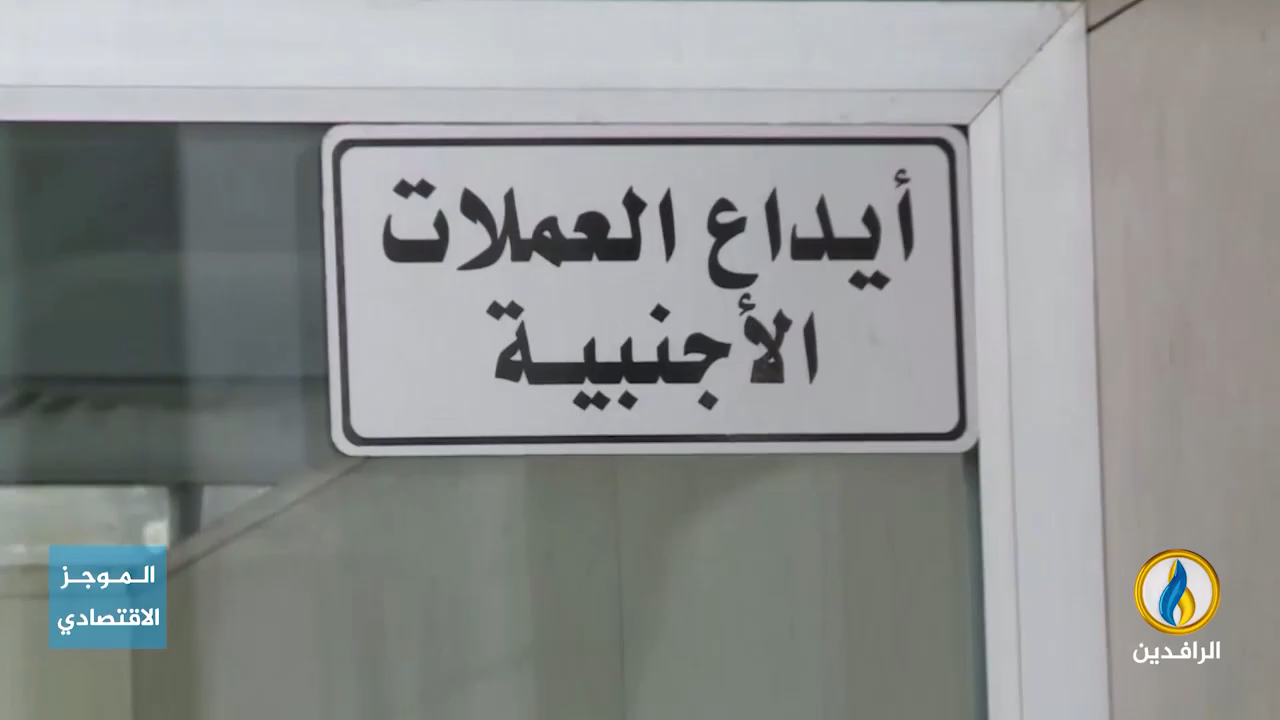 أيداع العملات
الأجنبية
الموجز
الاقتصادي
الرافدين